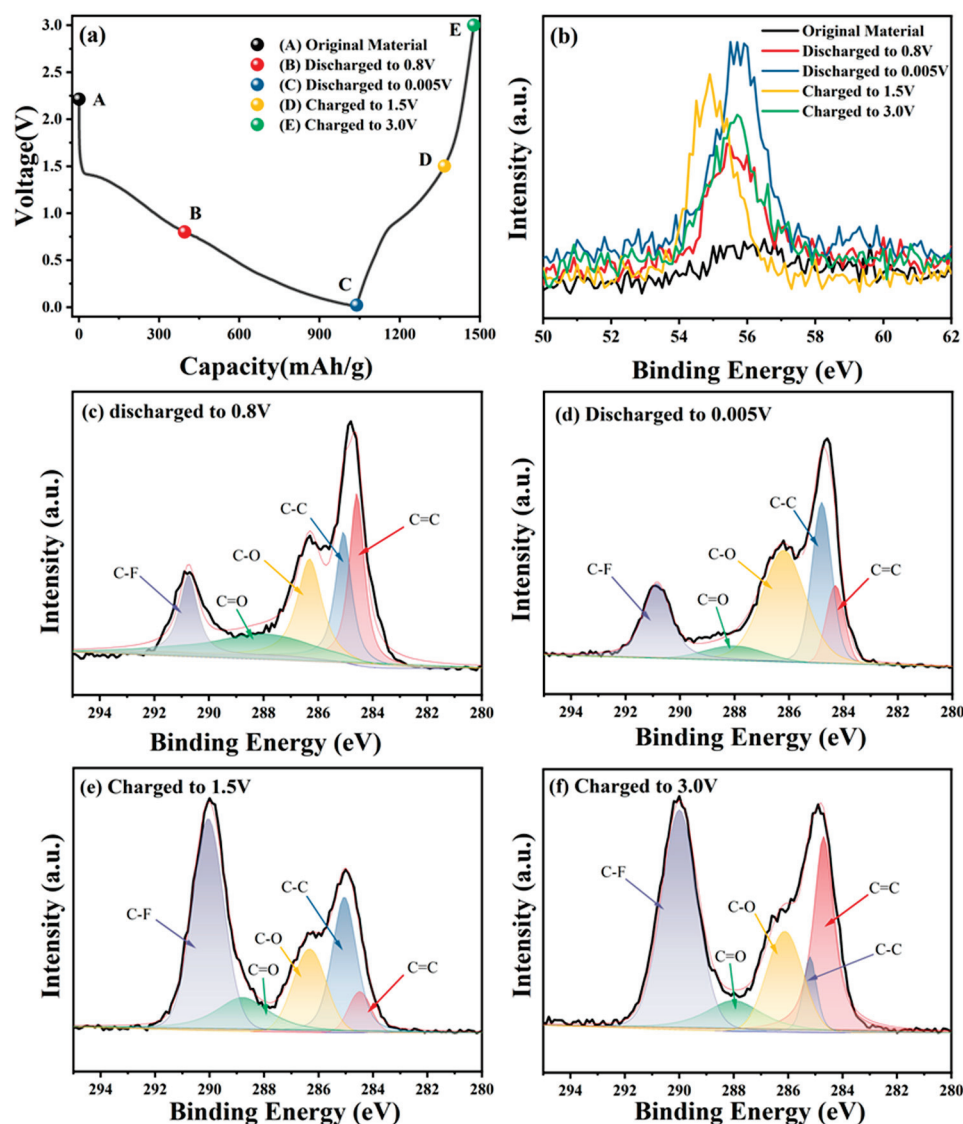 (a)
(A) Original Material
(B) Discharged to 0.8V
(C) Discharged to 0.005V
(D) Charged to 1.5V
(E) Charged to 3.0V
A
B
C
D
E
Voltage(V)
3.0
2.5
2.0
1.5
1.0
0.5
0.0
0 300 600 900 1200 1500
Capacity(mAh/g)
(b)
Original Material
Discharged to 0.8V
Discharged to 0.005V
Charged to 1.5V
Charged to 3.0V
Intensity (a.u.)
50 52 54 56 58 60 62
Binding Energy (eV)
(c) discharged to 0.8V
C-F
C=O
C-O
C-C
C=C
Intensity (a.u.)
294 292 290 288 286 284 282 280
Binding Energy (eV)
(d) Discharged to 0.005V
C-F
C=O
C-O
C-C
C=C
Intensity (a.u.)
294 292 290 288 286 284 282 280
Binding Energy (eV)
(e) Charged to 1.5V
C-F
C=O
C-O
C-C
C=C
Intensity (a.u.)
294 292 290 288 286 284 282 280
Binding Energy (eV)
(f) Charged to 3.0V
C-F
C=O
C-O
C=C
C-C
Intensity (a.u.)
294 292 290 288 286 284 282 280
Binding Energy (eV)